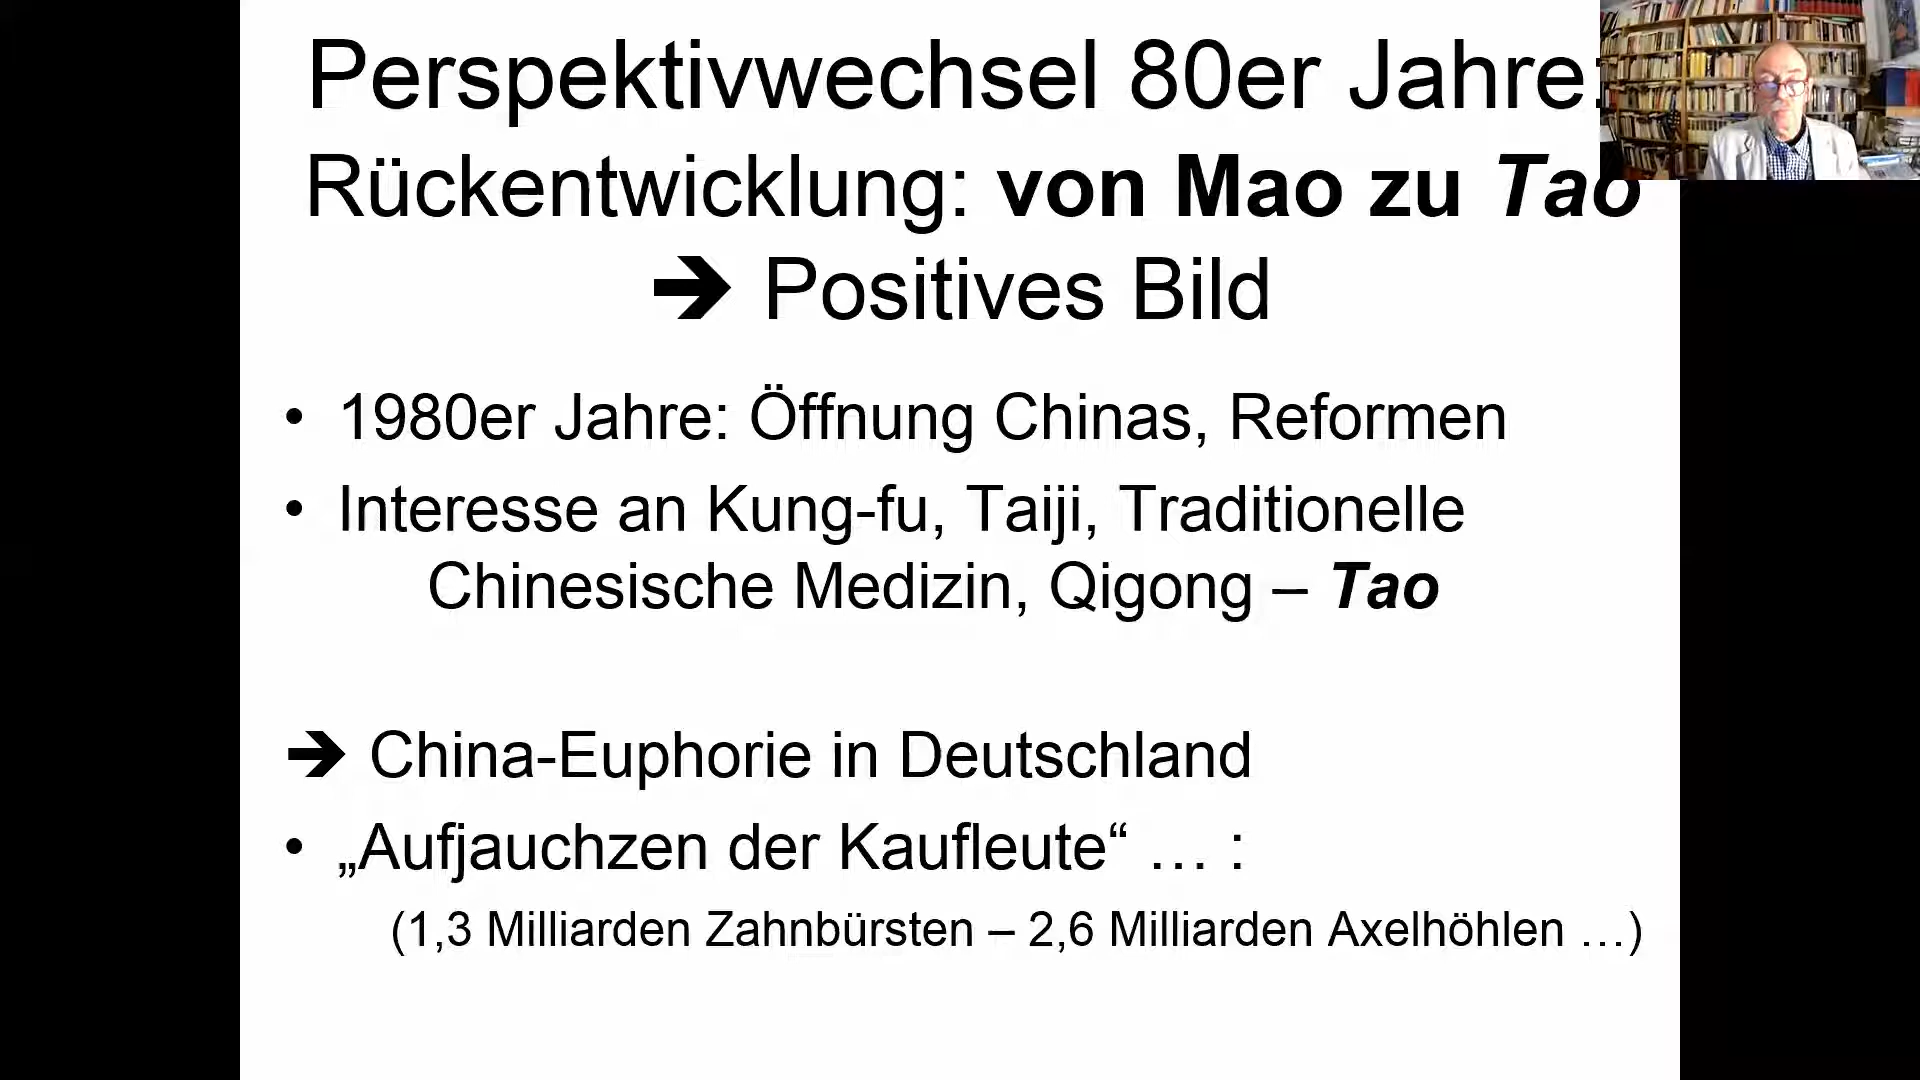 Perspektivwechsel 80er Jahre:
Rückentwicklung: von Mao zu Tao
➔ Positives Bild
• 1980er Jahre: Öffnung Chinas, Reformen
• Interesse an Kung-fu, Taiji, Traditionelle
Chinesische Medizin, Qigong – Tao
➔ China-Euphorie in Deutschland
• „Aufjauchzen der Kaufleute“ … :
(1,3 Milliarden Zahnbürsten – 2,6 Milliarden Axelhöhlen …)